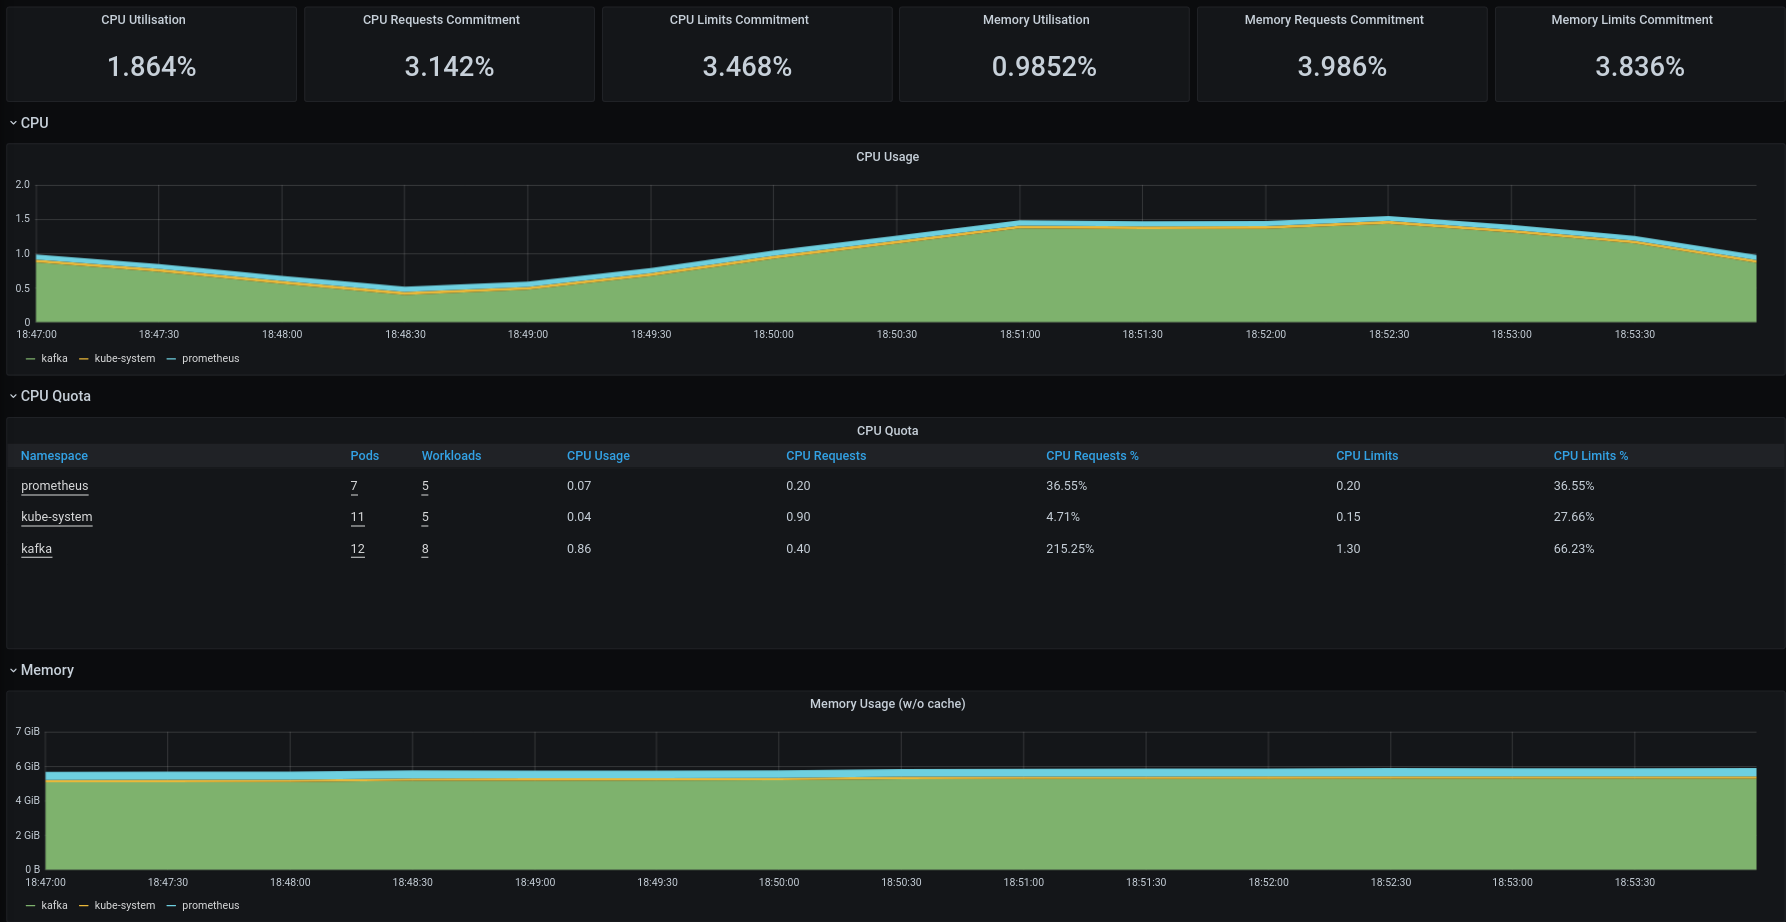 CPU Utilisation CPU Requests Commitment CPU Limits Commitment Memory Utilisation Memory Requests Commitment Memory Limits Commitment
1.864% 3.142% 3.468% 0.9852% 3.986% 3.836%
CPU
CPU Usage
2.0
1.5
1.0
0.5
0
18:47:00 18:47:30 18:48:00 18:48:30 18:49:00 18:49:30 18:50:00 18:50:30 18:51:00 18:51:30 18:52:00 18:52:30 18:53:00 18:53:30
kafka kube-system prometheus
CPU Quota
CPU Quota
Namespace Pods Workloads CPU Usage CPU Requests CPU Requests % CPU Limits CPU Limits %
prometheus 7 5 0.07 0.20 36.55% 0.20 36.55%
kube-system 11 5 0.04 0.90 4.71% 0.15 27.66%
kafka 12 8 0.86 0.40 215.25% 1.30 66.23%
Memory
Memory Usage (w/o cache)
7 GiB
6 GiB
4 GiB
2 GiB
0 B
18:47:00 18:47:30 18:48:00 18:48:30 18:49:00 18:49:30 18:50:00 18:50:30 18:51:00 18:51:30 18:52:00 18:52:30 18:53:00 18:53:30
kafka kube-system prometheus